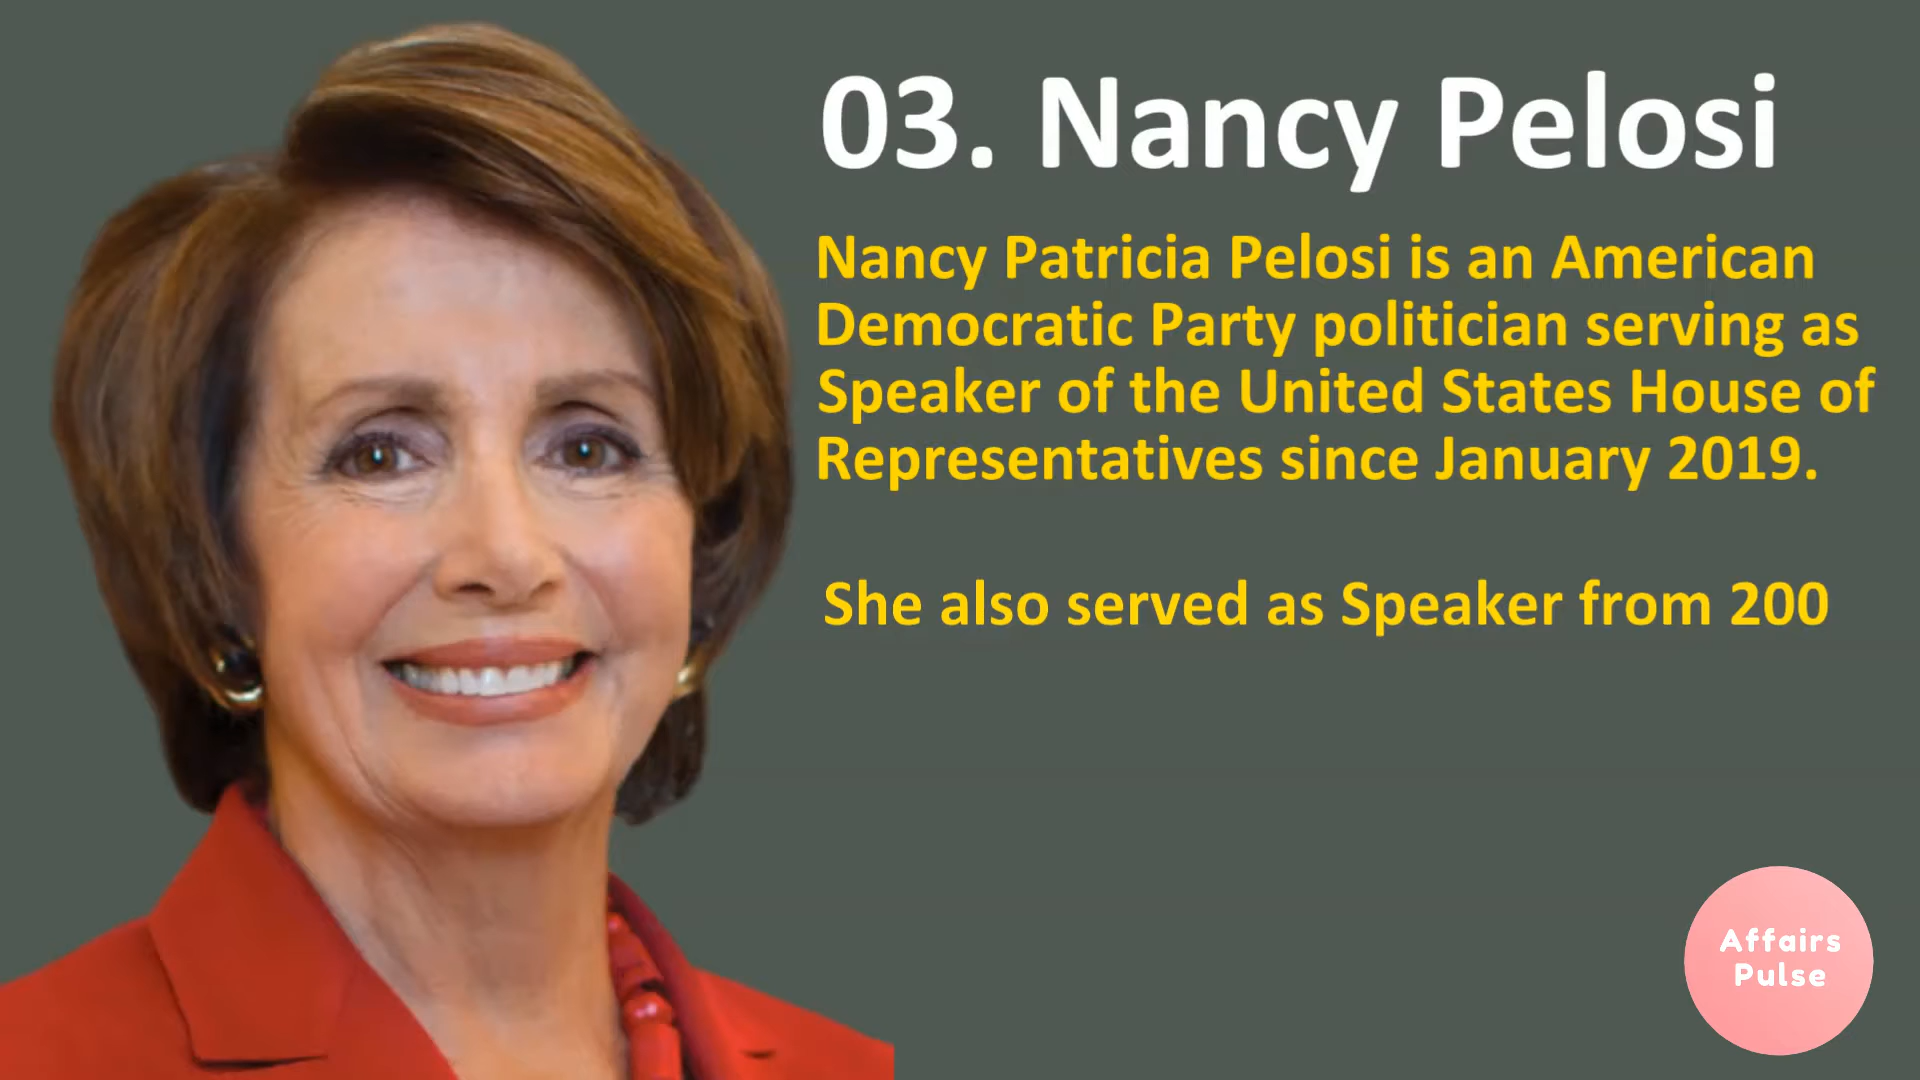 03. Nancy Pelosi
Nancy Patricia Pelosi is an American
Democratic Party politician serving as
Speaker of the United States House of
Representatives since January 2019.
She also served as Speaker from 200
Affairs
Pulse